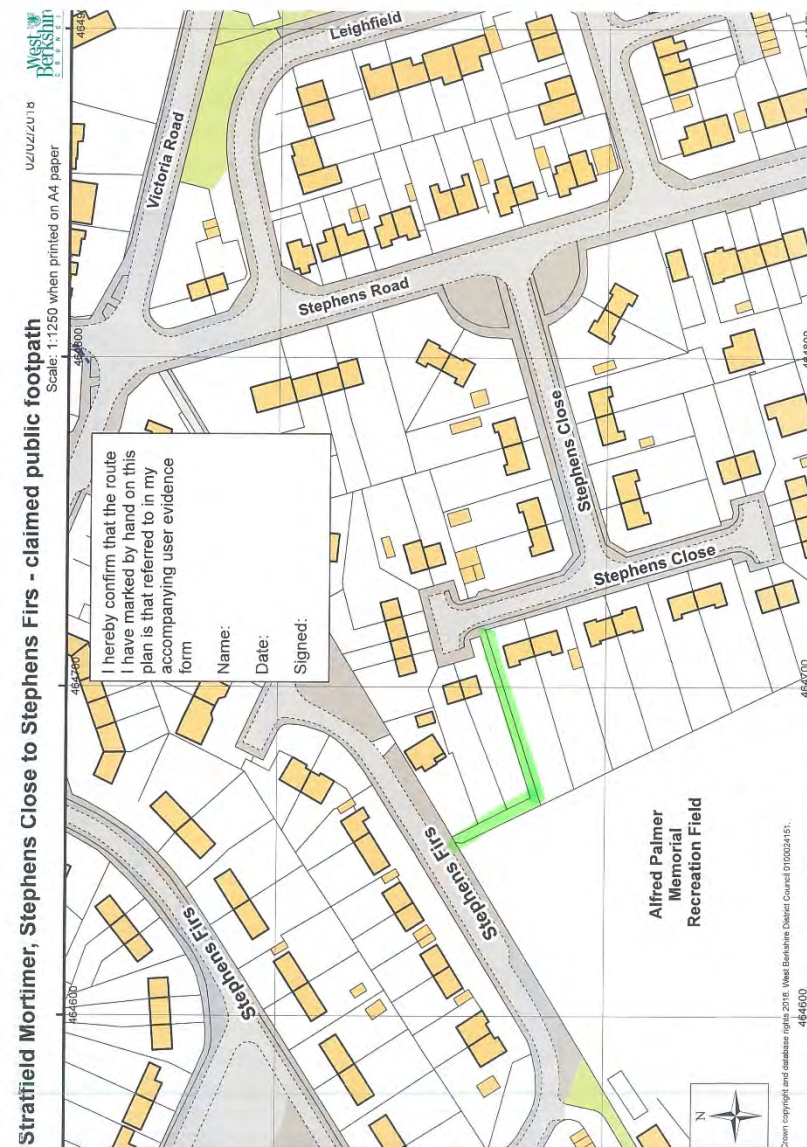 Stratfield Mortimer, Stephens Close to Stephens Firs - claimed public footpath
Scale: 1:1250 when printed on A4 paper
02/02/2018
West
Berkshire
COUNCIL
I hereby confirm that the route
I have marked by hand on this
plan is that referred to in my
accompanying user evidence
form
Name:
Date:
Signed:
Victoria Road
Leighfield
Stephens Road
Stephens Close
Stephens Close
Stephens Firs
Stephens Firs
Alfred Palmer
Memorial
Recreation Field
464600
464700
464800
464600
464700
464800
N
Crown copyright and database rights 2018. West Berkshire District Council 0100024151.